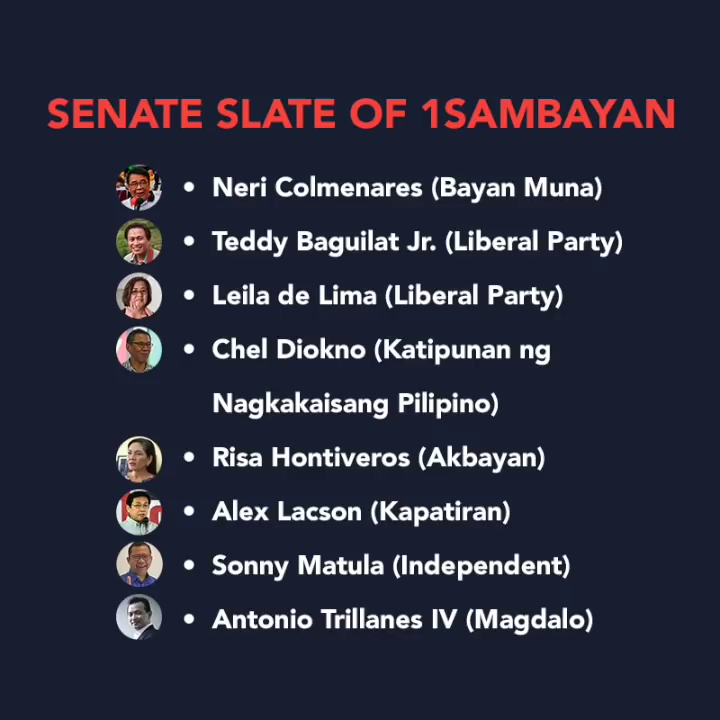 SENATE SLATE OF 1SAMBAYAN
• Neri Colmenares (Bayan Muna)
• Teddy Baguilat Jr. (Liberal Party)
• Leila de Lima (Liberal Party)
• Chel Diokno (Katipunan ng
Nagkakaisang Pilipino)
• Risa Hontiveros (Akbayan)
• Alex Lacson (Kapatiran)
• Sonny Matula (Independent)
• Antonio Trillanes IV (Magdalo)